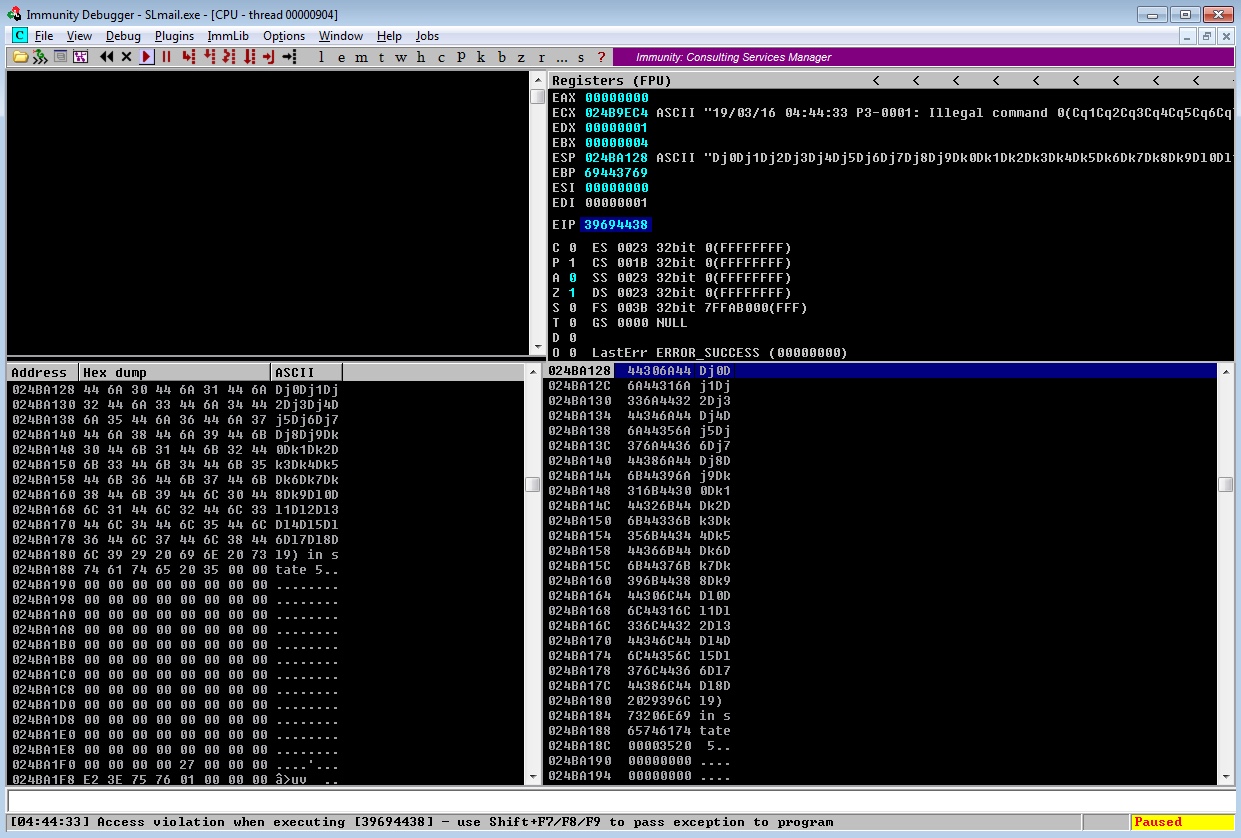 Immunity Debugger - SLmail.exe - [CPU - thread 00000904]
C File View Debug Plugins ImmLib Options Window Help Jobs
l e m t w h c P k b z r ... s ? Immunity: Consulting Services Manager
Registers (FPU) < < < < < < < < <
EAX 00000000
ECX 024B9EC4 ASCII "19/03/16 04:44:33 P3-0001: Illegal command 0(Cq1Cq2Cq3Cq4Cq5Cq6Cq
EDX 00000001
EBX 00000004
ESP 024BA128 ASCII "Dj0Dj1Dj2Dj3Dj4Dj5Dj6Dj7Dj8Dj9Dk0Dk1Dk2Dk3Dk4Dk5Dk6Dk7Dk8Dk9Dl0Dl
EBP 69443769
ESI 00000000
EDI 00000001
EIP 39694438
C 0 ES 0023 32bit 0(FFFFFFFF)
P 1 CS 001B 32bit 0(FFFFFFFF)
A 0 SS 0023 32bit 0(FFFFFFFF)
Z 1 DS 0023 32bit 0(FFFFFFFF)
S 0 FS 003B 32bit 7FFAB000(FFF)
T 0 GS 0000 NULL
D 0
O 0 LastErr ERROR_SUCCESS (00000000)
Address Hex dump ASCII
024BA128 44 6A 30 44 6A 31 44 6A Dj0Dj1Dj
024BA130 32 44 6A 33 44 6A 34 44 2Dj3Dj4D
024BA138 6A 35 44 6A 36 44 6A 37 j5Dj6Dj7
024BA140 44 6A 38 44 6A 39 44 6B Dj8Dj9Dk
024BA148 30 44 6B 31 44 6B 32 44 0Dk1Dk2D
024BA150 6B 33 44 6B 34 44 6B 35 k3Dk4Dk5
024BA158 44 6B 36 44 6B 37 44 6B Dk6Dk7Dk
024BA160 38 44 6B 39 44 6C 30 44 8Dk9Dl0D
024BA168 6C 31 44 6C 32 44 6C 33 l1Dl2Dl3
024BA170 44 6C 34 44 6C 35 44 6C Dl4Dl5Dl
024BA178 36 44 6C 37 44 6C 38 44 6Dl7Dl8D
024BA180 6C 39 29 20 69 6E 20 73 l9) in s
024BA188 74 61 74 65 20 35 00 00 tate 5..
024BA190 00 00 00 00 00 00 00 00 ........
024BA198 00 00 00 00 00 00 00 00 ........
024BA1A0 00 00 00 00 00 00 00 00 ........
024BA1A8 00 00 00 00 00 00 00 00 ........
024BA1B0 00 00 00 00 00 00 00 00 ........
024BA1B8 00 00 00 00 00 00 00 00 ........
024BA1C0 00 00 00 00 00 00 00 00 ........
024BA1C8 00 00 00 00 00 00 00 00 ........
024BA1D0 00 00 00 00 00 00 00 00 ........
024BA1D8 00 00 00 00 00 00 00 00 ........
024BA1E0 00 00 00 00 00 00 00 00 ........
024BA1E8 00 00 00 00 00 00 00 00 ........
024BA1F0 00 00 00 00 27 00 00 00 ....'...
024BA1F8 E2 3E 75 76 01 00 00 00 â>uv ..
024BA128 44306A44 Dj0D
024BA12C 6A44316A j1Dj
024BA130 336A4432 2Dj3
024BA134 44346A44 Dj4D
024BA138 6A44356A j5Dj
024BA13C 376A4436 6Dj7
024BA140 44386A44 Dj8D
024BA144 6B44396A j9Dk
024BA148 316B4430 0Dk1
024BA14C 44326B44 Dk2D
024BA150 6B44336B k3Dk
024BA154 356B4434 4Dk5
024BA158 44366B44 Dk6D
024BA15C 6B44376B k7Dk
024BA160 396B4438 8Dk9
024BA164 44306C44 Dl0D
024BA168 6C44316C l1Dl
024BA16C 336C4432 2Dl3
024BA170 44346C44 Dl4D
024BA174 6C44356C l5Dl
024BA178 376C4436 6Dl7
024BA17C 44386C44 Dl8D
024BA180 2029396C l9)
024BA184 73206E69 in s
024BA188 65746174 tate
024BA18C 00003520 5..
024BA190 00000000 ....
024BA194 00000000 ....
[04:44:33] Access violation when executing [39694438] - use Shift+F7/F8/F9 to pass exception to program
Paused